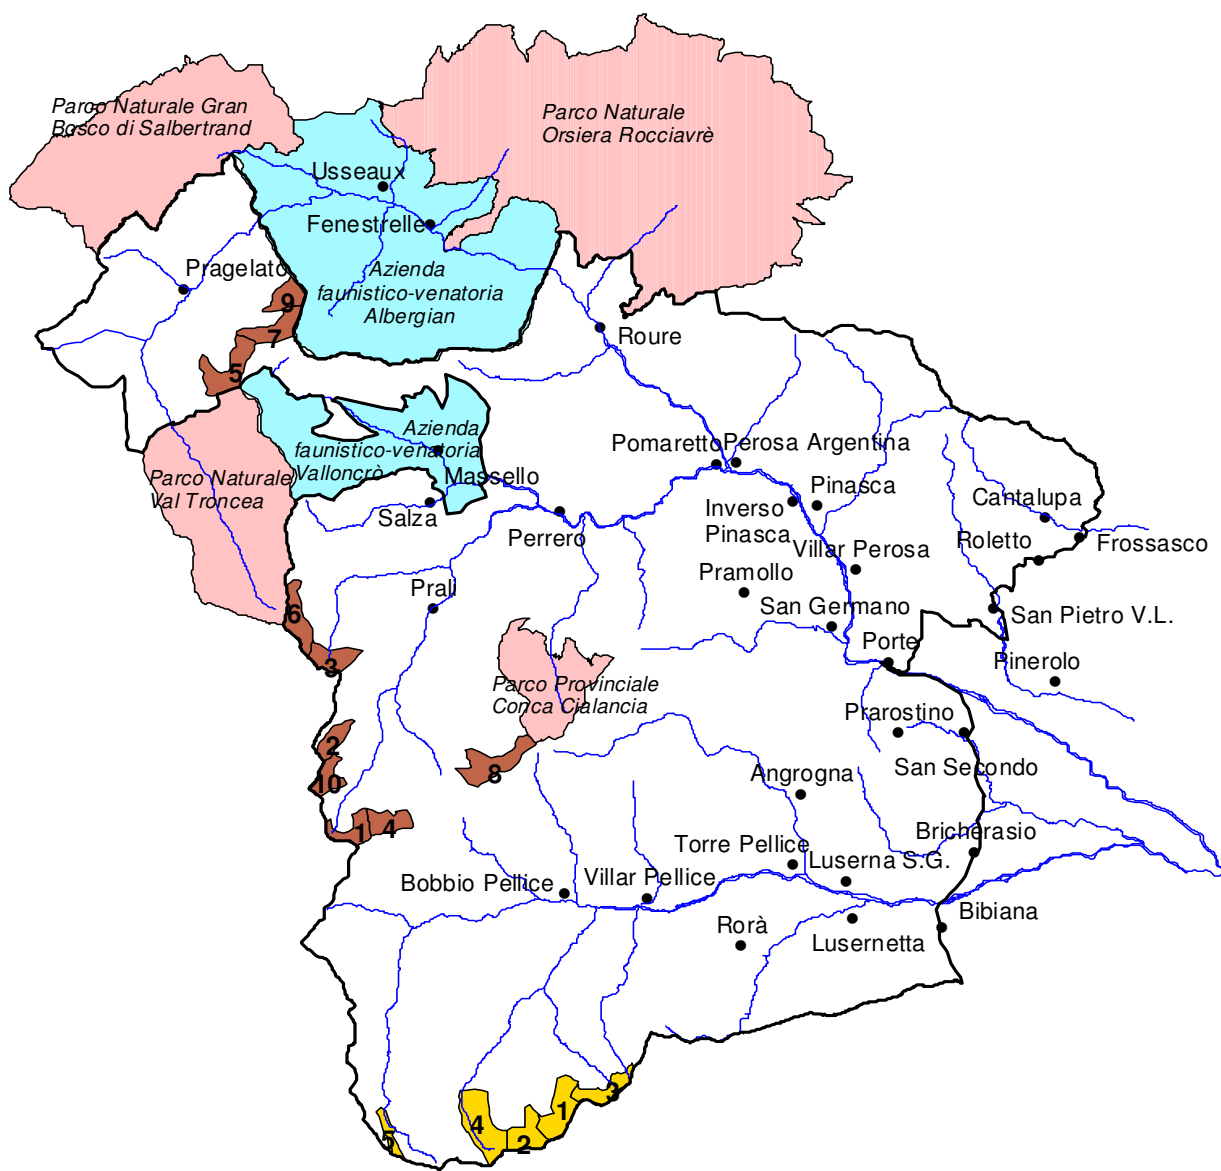 Parco Naturale Gran
Bosco di Salbertrand
Parco Naturale
Orsiera Rocciavrè
Usseaux
Fenestrelle
Azienda
faunistico-venatoria
Albergian
Pragelato
9
7
5
Roure
Azienda
faunistico-venatoria
Valloncrò
Massello
Parco Naturale
Val Troncea
Salza
Perrero
Pomaretto
Perosa Argentina
Pinasca
Inverso
Pinasca
Cantalupa
Roletto
Frossasco
Villar Perosa
Pramollo
San Germano
San Pietro V.L.
Porte
Pinerolo
Prali
6
3
Parco Provinciale
Conca Cialancia
Prarostino
San Secondo
2
10
8
1
4
Angrogna
Bricherasio
Torre Pellice
Luserna S.G.
Bobbio Pellice
Villar Pellice
Bibiana
Rorà
Lusernetta
3
1
4
2
5